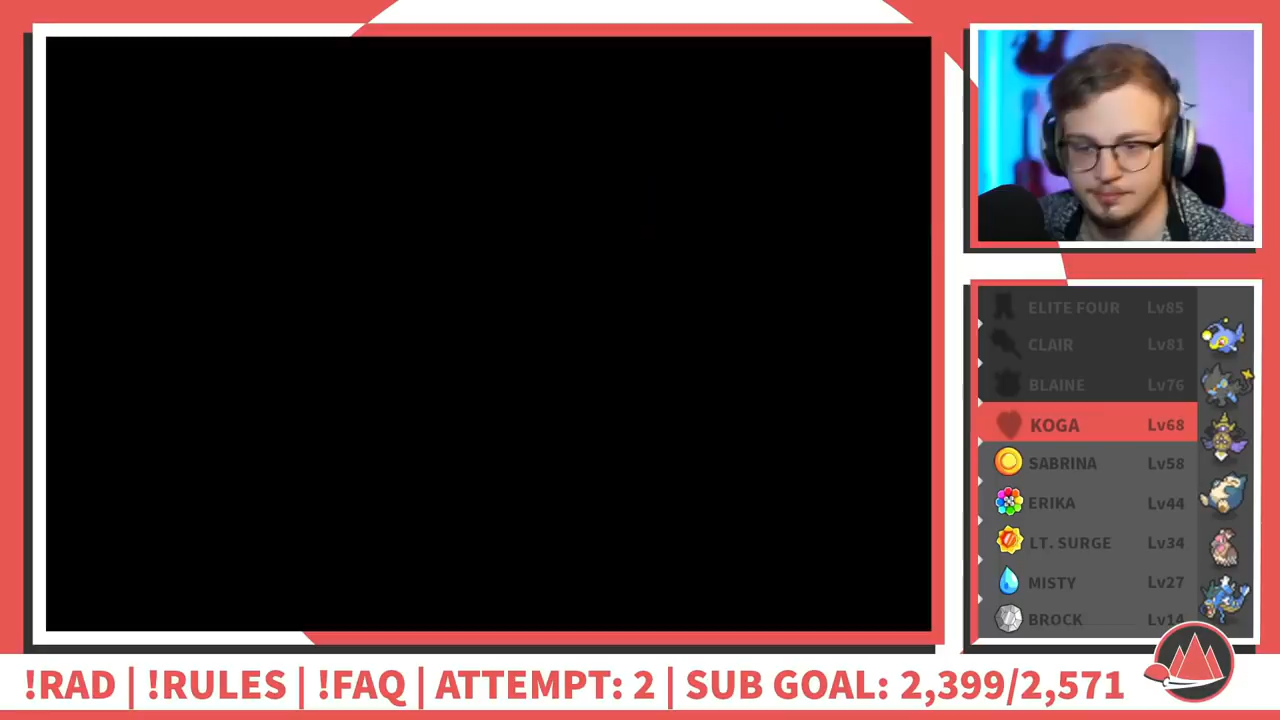 ELITE FOUR Lv85
CLAIR Lv81
BLAINE Lv76
KOGA Lv68
SABRINA Lv58
ERIKA Lv44
LT. SURGE Lv34
MISTY Lv27
BROCK Lv14
!RAD | !RULES | !FAQ | ATTEMPT: 2 | SUB GOAL: 2,399/2,571